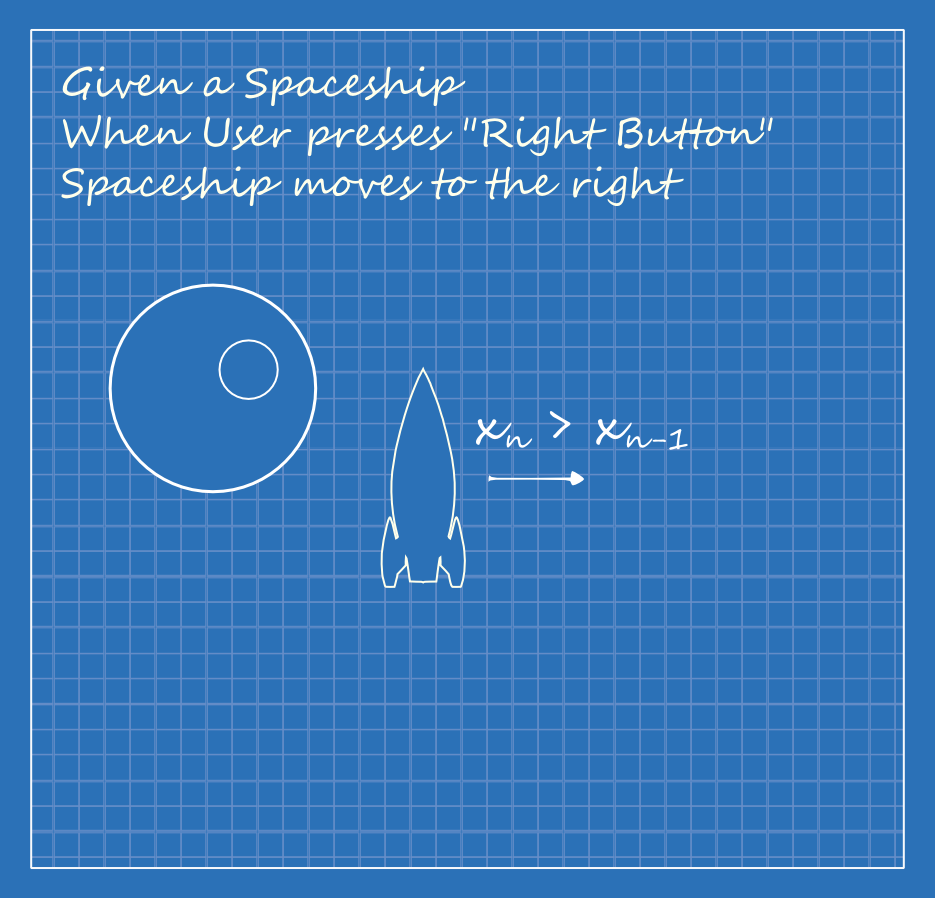 Given a Spaceship
When User presses "Right Button"
Spaceship moves to the right
xₙ > xₙ₋₁